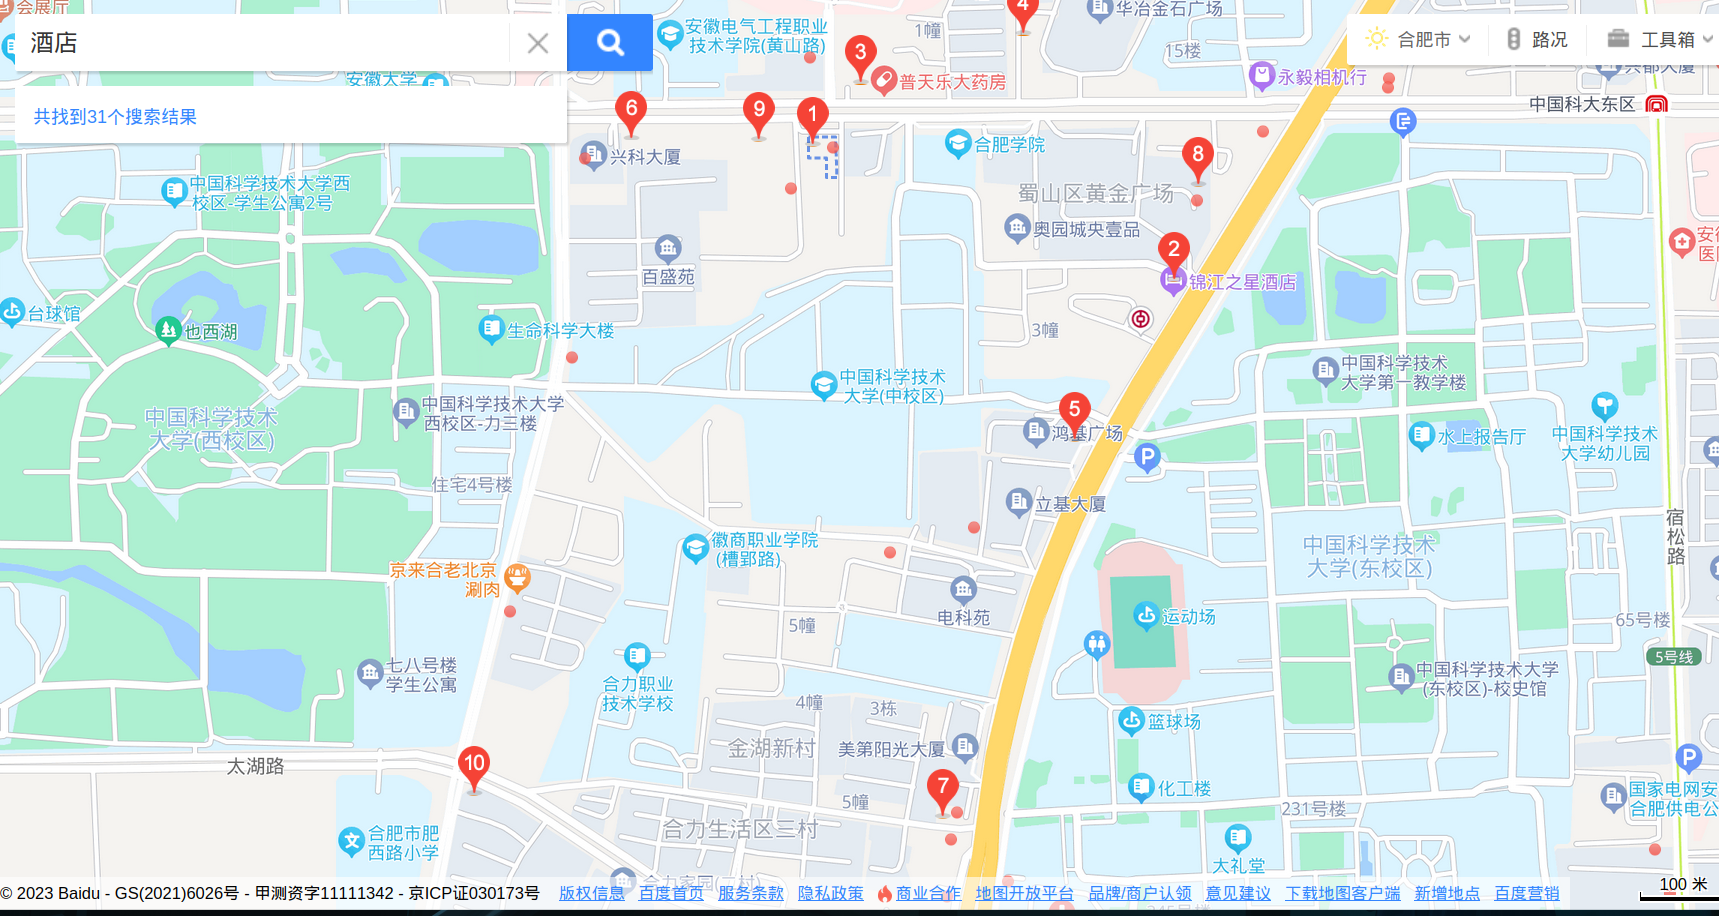 会展厅
酒店
共找到31个搜索结果
安徽大学
安徽电气工程职业
技术学院(黄山路)
3
普天乐大药房
1幢
4
华冶金石广场
15楼
永毅相机行
合肥市
路况
工具箱
兴都大厦
中国科大东区
6
9
1
兴科大厦
合肥学院
8
蜀山区黄金广场
奥园城央壹品
2
锦江之星酒店
中国科学技术大学西
校区-学生公寓2号
百盛苑
台球馆
也西湖
生命科学大楼
3幢
中国科学技术
大学(中校区)
中国科学技术
大学第一教学楼
中国科学技术大学
西校区-力三楼
中国科学技术
大学(西校区)
5
鸿基广场
P
水上报告厅
中国科学技术
大学幼儿园
住宅4号楼
立基大厦
徽商职业学院
(槽郢路)
中国科学技术
大学(东校区)
宿松路
京来合老北京
涮肉
电科苑
运动场
5幢
65号楼
5号线
七八号楼
学生公寓
合力职业
技术学校
中国科学技术大学
(东校区)-校史馆
4幢
3栋
篮球场
金湖新村
美第阳光大厦
P
太湖路
10
7
化工楼
5幢
231号楼
国家电网安
合肥供电公
合力生活区三村
文
合肥市肥
西路小学
大礼堂
100 米
© 2023 Baidu - GS(2021)6026号 - 甲测资字11111342 - 京ICP证030173号 版权信息 百度首页 服务条款 隐私政策 商业合作 地图开放平台 品牌/商户认领 意见建议 下载地图客户端 新增地点 百度营销